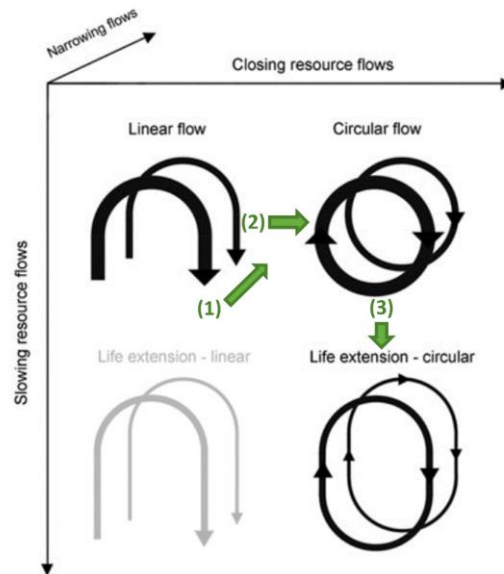 Narrowing flows
Closing resource flows
Linear flow
Circular flow
(2)
(1)
(3)
Slowing resource flows
Life extension - linear
Life extension - circular